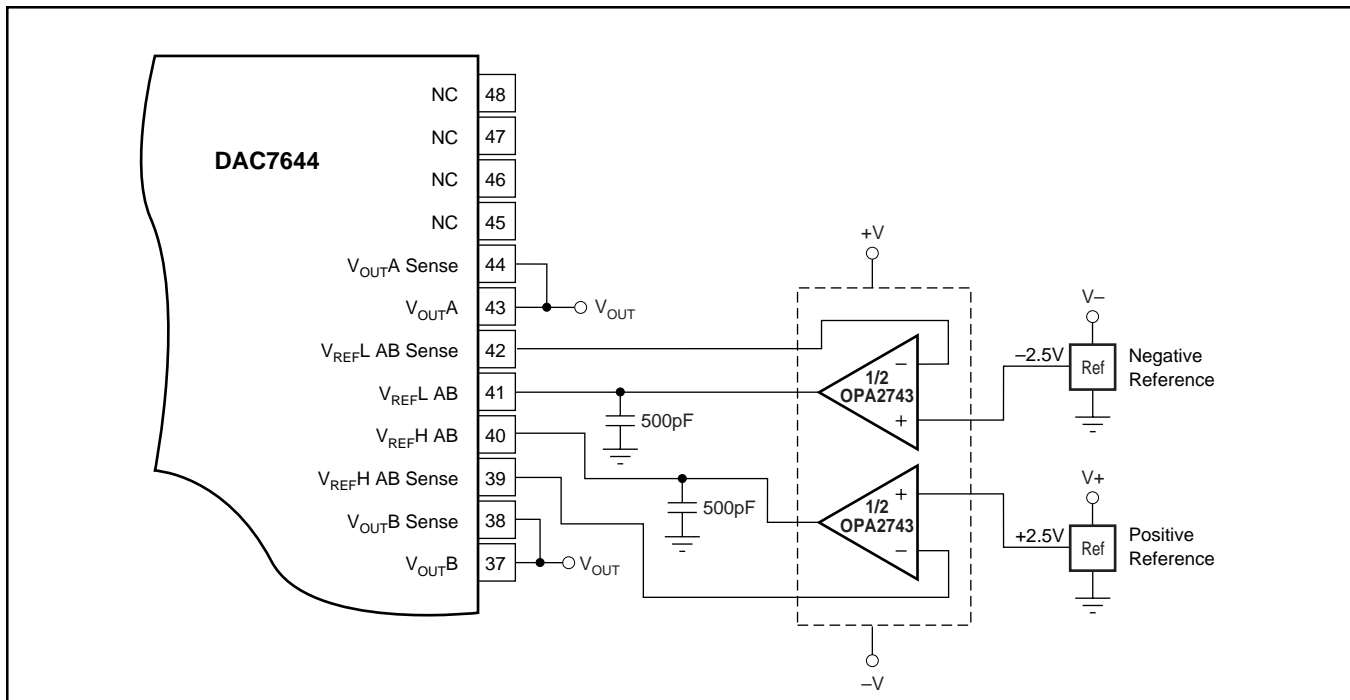 DAC7644
NC 48
NC 47
NC 46
NC 45
VOUTA Sense 44
VOUTA 43
VOUT
VREFL AB Sense 42
VREFL AB 41
VREFH AB 40
VREFH AB Sense 39
VOUTB Sense 38
VOUTB 37
VOUT
500pF
500pF
+V
−
1/2
OPA2743
+
+
1/2
OPA2743
−
–V
V–
–2.5V
Ref
Negative
Reference
V+
+2.5V
Ref
Positive
Reference